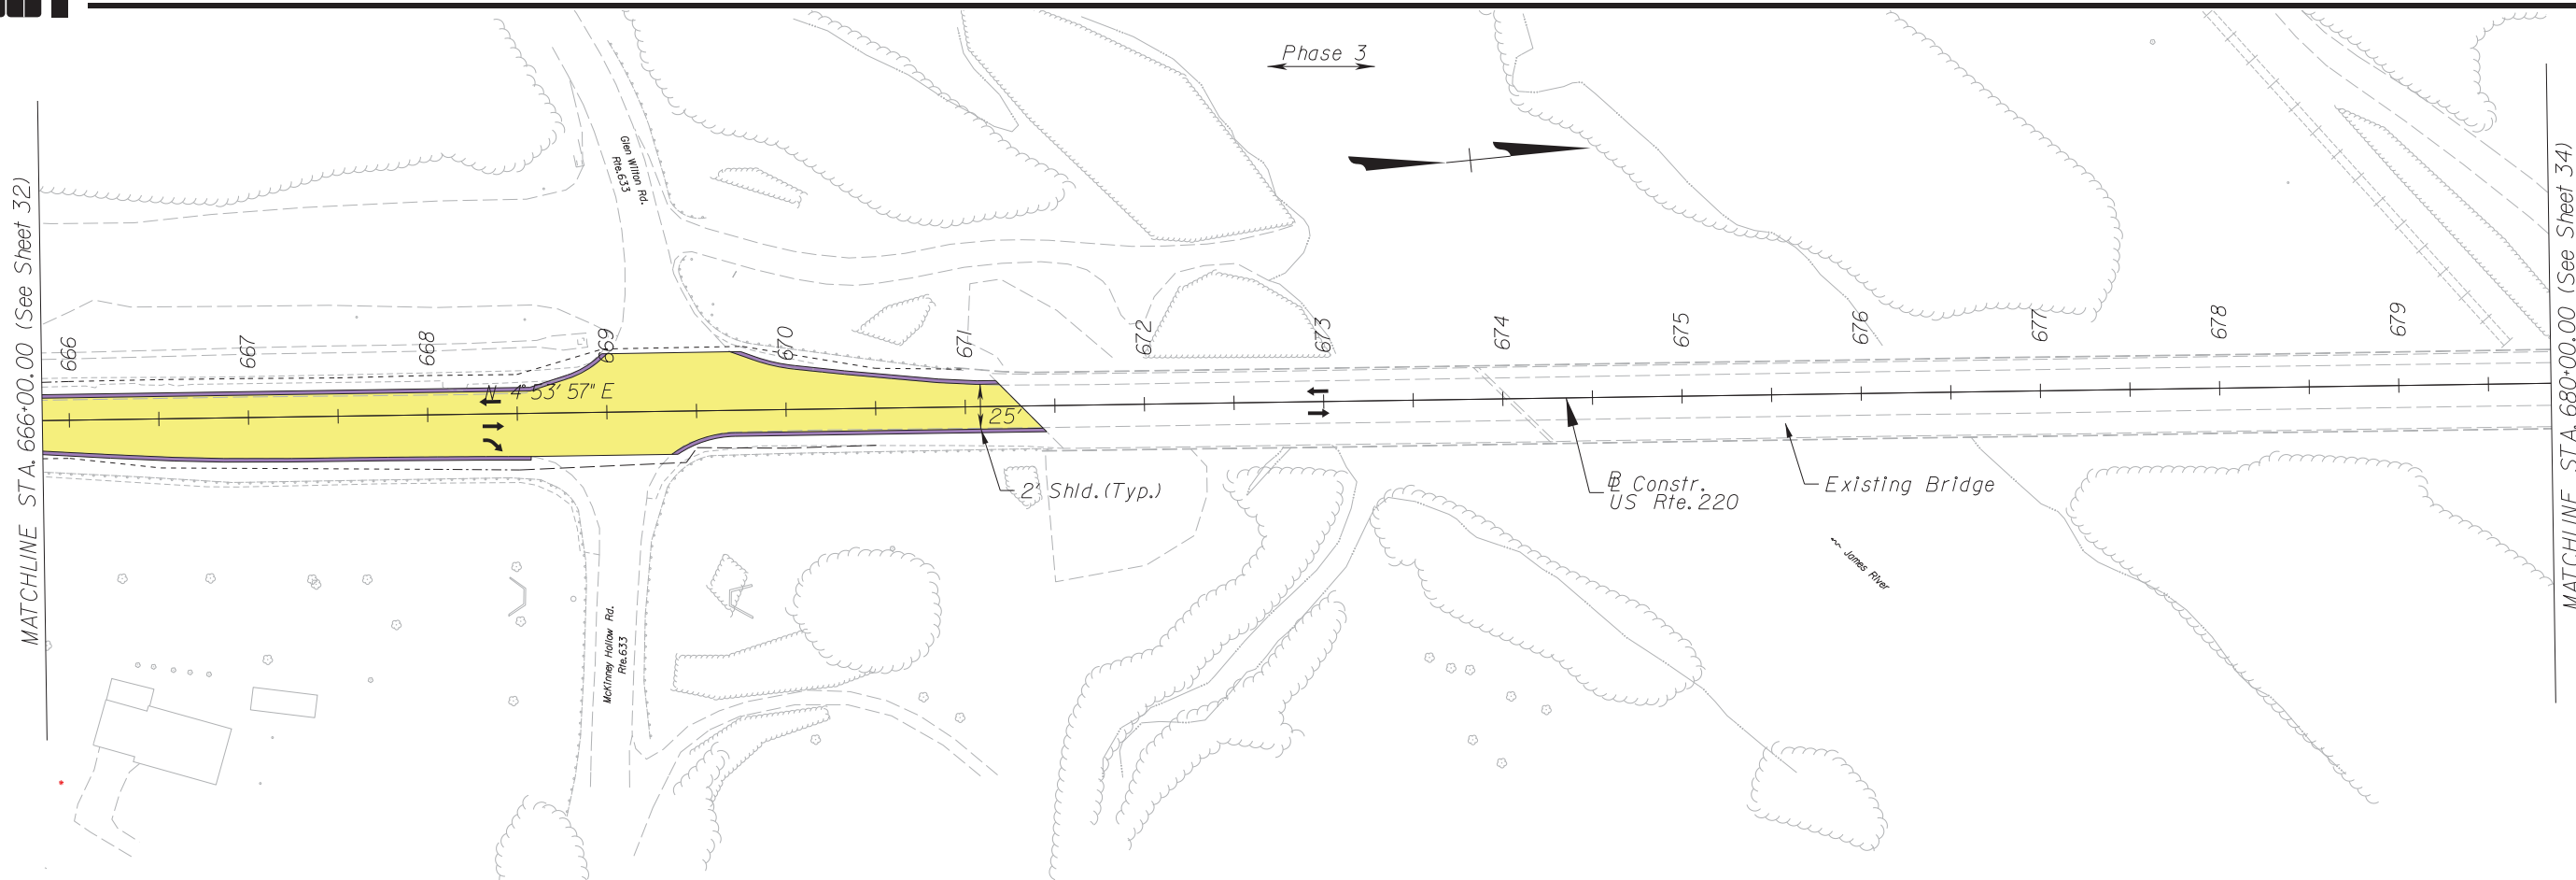 Phase 3
MATCHLINE STA. 666+00.00 (See Sheet 32)
Glen Wilton Rd.
Rte.633
666
667
668
669
670
671
672
673
674
675
676
677
678
679
N 4°53'57" E
25'
2' Shld.(Typ.)
Constr.
US Rte.220
Existing Bridge
James River
McKinney Hollow Rd.
Rte.633
MATCHLINE STA. 680+00.00 (See Sheet 34)